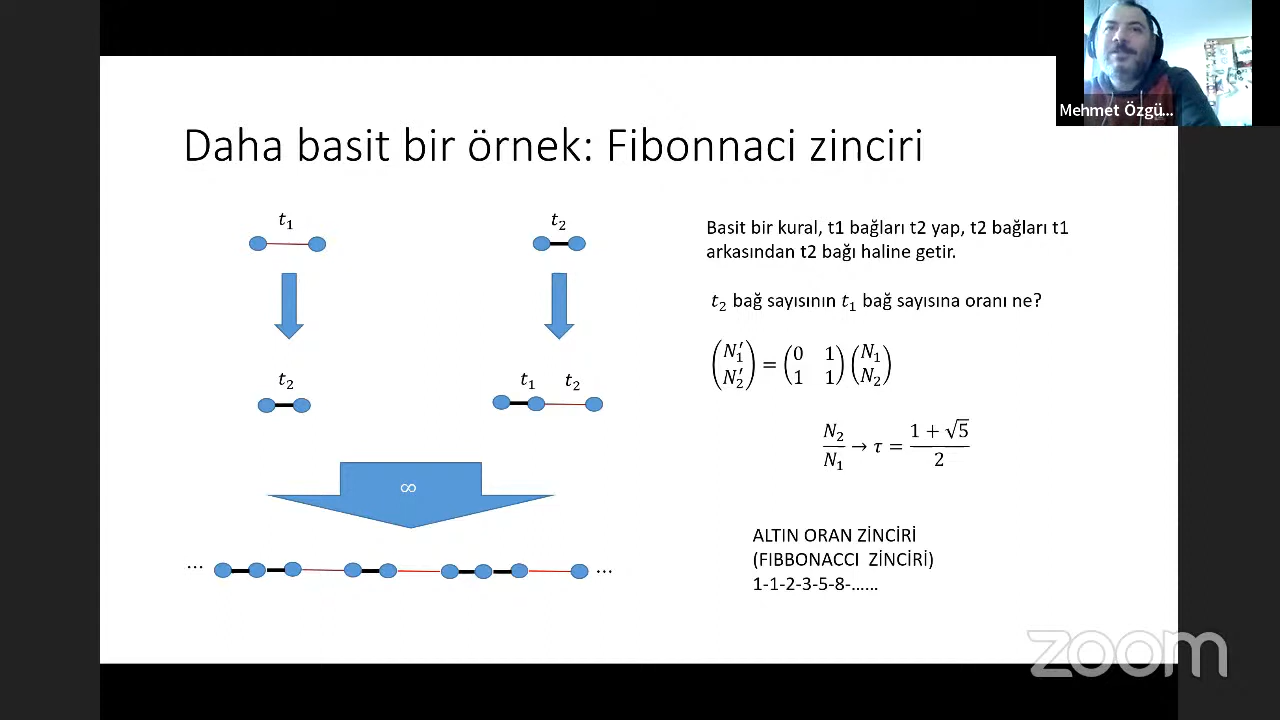 Mehmet Özgü...
Daha basit bir örnek: Fibonnaci zinciri
t₁
t₂
Basit bir kural, t1 bağları t2 yap, t2 bağları t1
arkasından t2 bağı haline getir.
t₂ bağ sayısının t₁ bağ sayısına oranı ne?
(N₁′ N₂′) = (0 1 1 1) (N₁ N₂)
t₂
t₁ t₂
N₂/N₁ → τ = (1 + √5)/2
∞
ALTIN ORAN ZİNCİRİ
(FIBBONACCI ZİNCİRİ)
1-1-2-3-5-8-......
... ...
zoom